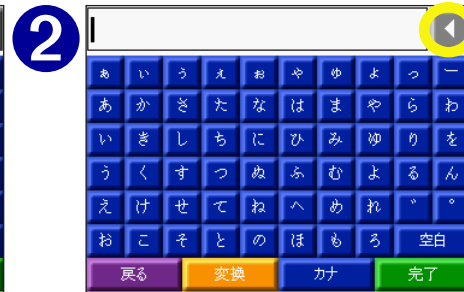 2
ぁ ぃ ぅ ぇ ぉ ゃ ゅ ょ っ ー
あ か さ た な は ま や ら わ
い き し ち に ひ み ゆ り を
う く す つ ぬ ふ む よ る ん
え け せ て ね へ め れ ゛ ゜
お こ そ と の ほ も ろ 空白
戻る 変換 カナ 完了